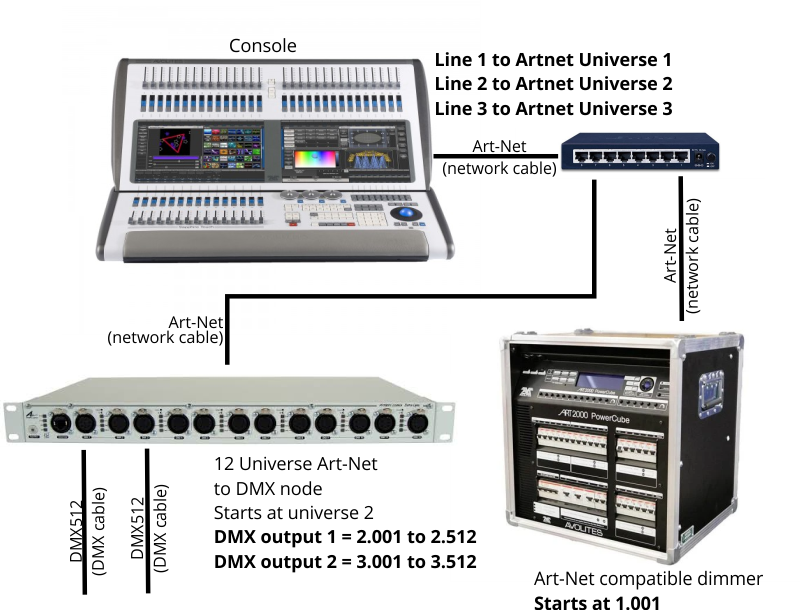 Console
Line 1 to Artnet Universe 1
Line 2 to Artnet Universe 2
Line 3 to Artnet Universe 3
Art-Net
(network cable)
Art-Net
(network cable)
Art-Net
(network cable)
ART2000 PowerCube
ART2000 PowerCube
AVOLITES
DMX512
(DMX cable)
DMX512
(DMX cable)
12 Universe Art-Net
to DMX node
Starts at universe 2
DMX output 1 = 2.001 to 2.512
DMX output 2 = 3.001 to 3.512
Art-Net compatible dimmer
Starts at 1.001